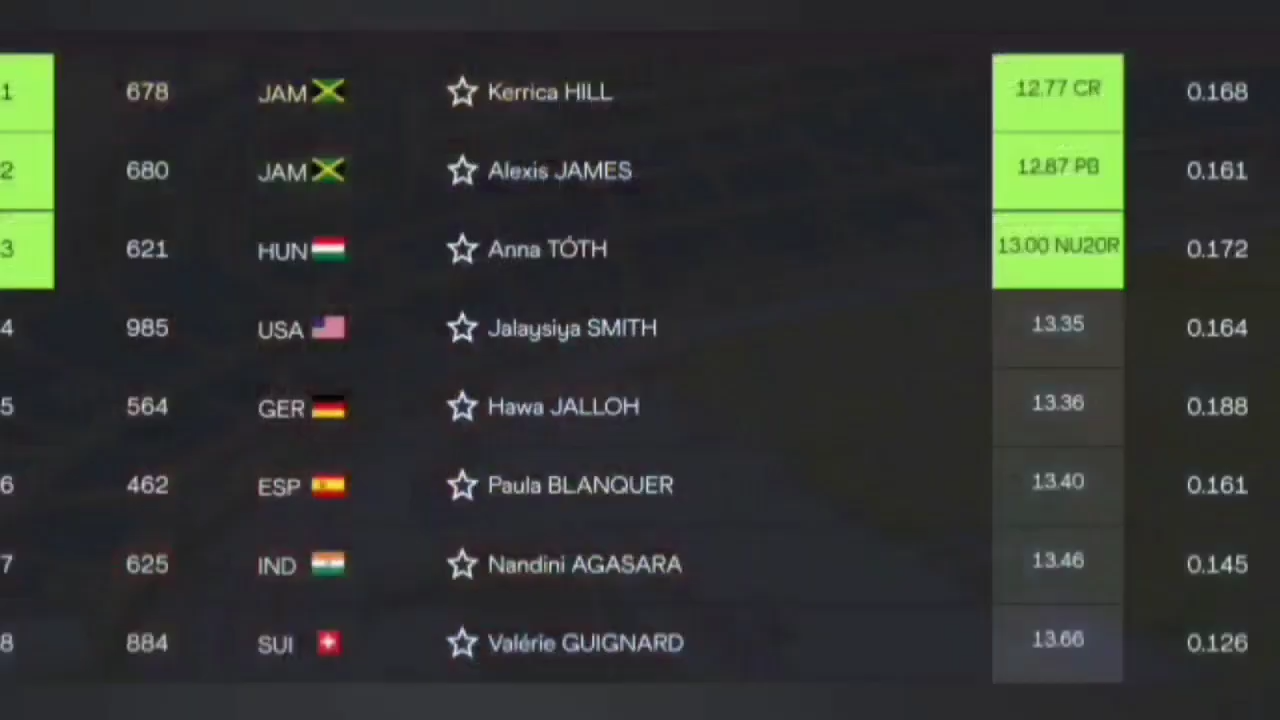 1 678 JAM Kerrica HILL 12.77 CR 0.168
2 680 JAM Alexis JAMES 12.87 PB 0.161
3 621 HUN Anna TÓTH 13.00 NU20R 0.172
4 985 USA Jalaysiya SMITH 13.35 0.164
5 564 GER Hawa JALLOH 13.36 0.188
6 462 ESP Paula BLANQUER 13.40 0.161
7 625 IND Nandini AGASARA 13.46 0.145
8 884 SUI Valérie GUIGNARD 13.66 0.126